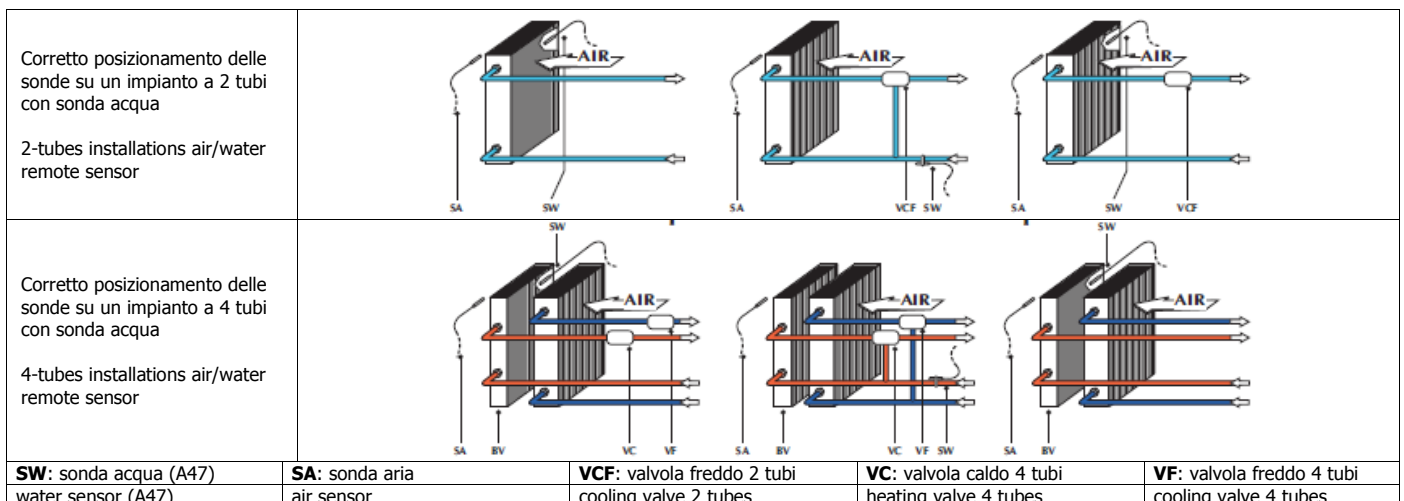 Corretto posizionamento delle
sonde su un impianto a 2 tubi
con sonda acqua
2-tubes installations air/water
remote sensor
AIR
SA
SW
AIR
SA
VCF
SW
AIR
SA
SW
VCF
Corretto posizionamento delle
sonde su un impianto a 4 tubi
con sonda acqua
4-tubes installations air/water
remote sensor
SW
AIR
SA
BV
VC
VF
AIR
SA
BV
VC
VF
SW
SW
AIR
SA
BV
SW: sonda acqua (A47)
SA: sonda aria
VCF: valvola freddo 2 tubi
VC: valvola caldo 4 tubi
VF: valvola freddo 4 tubi
water sensor (A47)
air sensor
cooling valve 2 tubes
heating valve 4 tubes
cooling valve 4 tubes